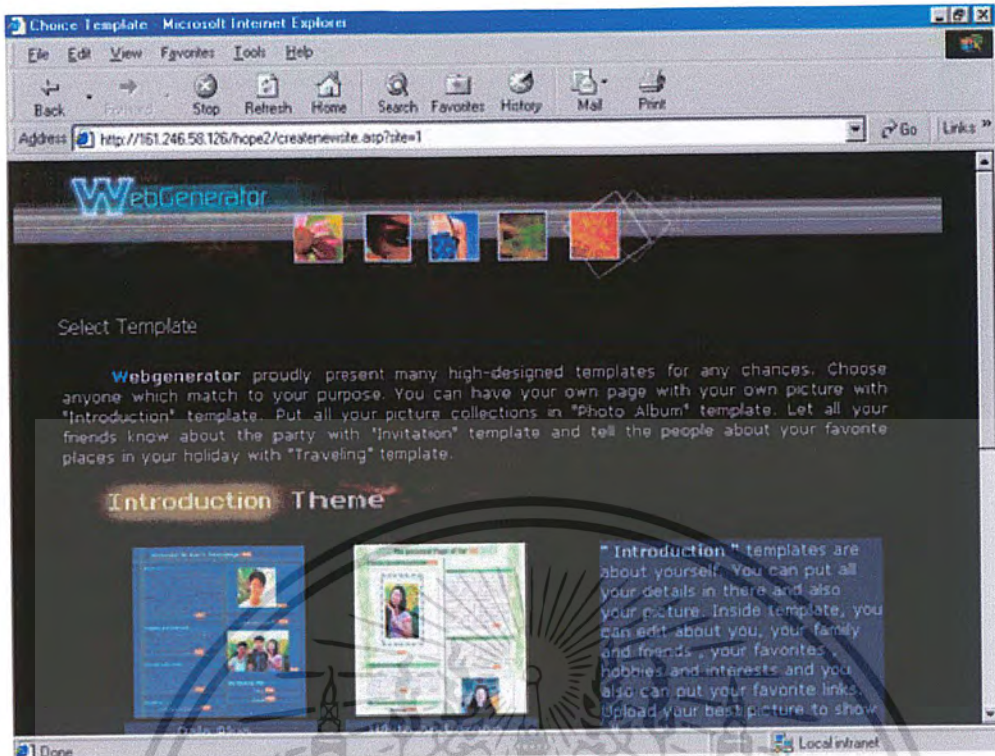 Choice Template - Microsoft Internet Explorer
File Edit View Favorites Tools Help
Back Forward Stop Refresh Home Search Favorites History Mail Print
Address http://161.246.58.126/hope2/createnewsite.asp?site=1 Go Links »
WebGenerator
Select Template
Webgenerator proudly present many high-designed templates for any chances. Choose
anyone which match to your purpose. You can have your own page with your own picture with
"Introduction" template. Put all your picture collections in "Photo Album" template. Let all your
friends know about the party with "Invitation" template and tell the people about your favorite
places in your holiday with "Traveling" template.
Introduction Theme
" Introduction " templates are
about yourself. You can put all
your details in there and also
your picture. Inside template, you
can edit about you, your family
and friends , your favorites ,
hobbies and interests and you
also can put your favorite links.
Upload your best picture to show
Done Local intranet